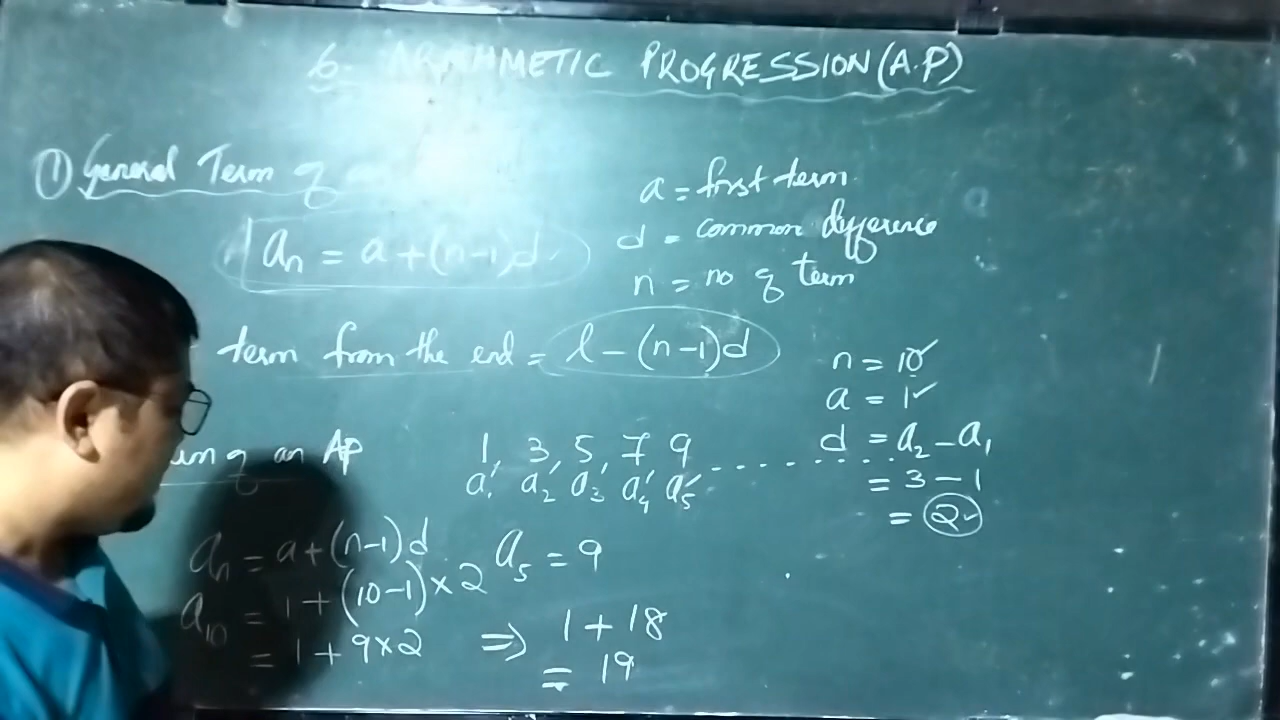 6. ARITHMETIC PROGRESSION (A.P)
① General Term of
aₙ = a + (n-1)d
a = first term
d = common difference
n = no of term
term from the end = l - (n-1)d
n = 10 ✓
a = 1 ✓
d = a₂ - a₁
= 3 - 1
= 2 ✓
of an AP
1, 3, 5, 7, 9 ..........
a₁ a₂ a₃ a₄ a₅
aₙ = a + (n-1)d
a₅ = 9
a₁₀ = 1 + (10-1) × 2
= 1 + 9×2 ⇒ 1 + 18
= 19